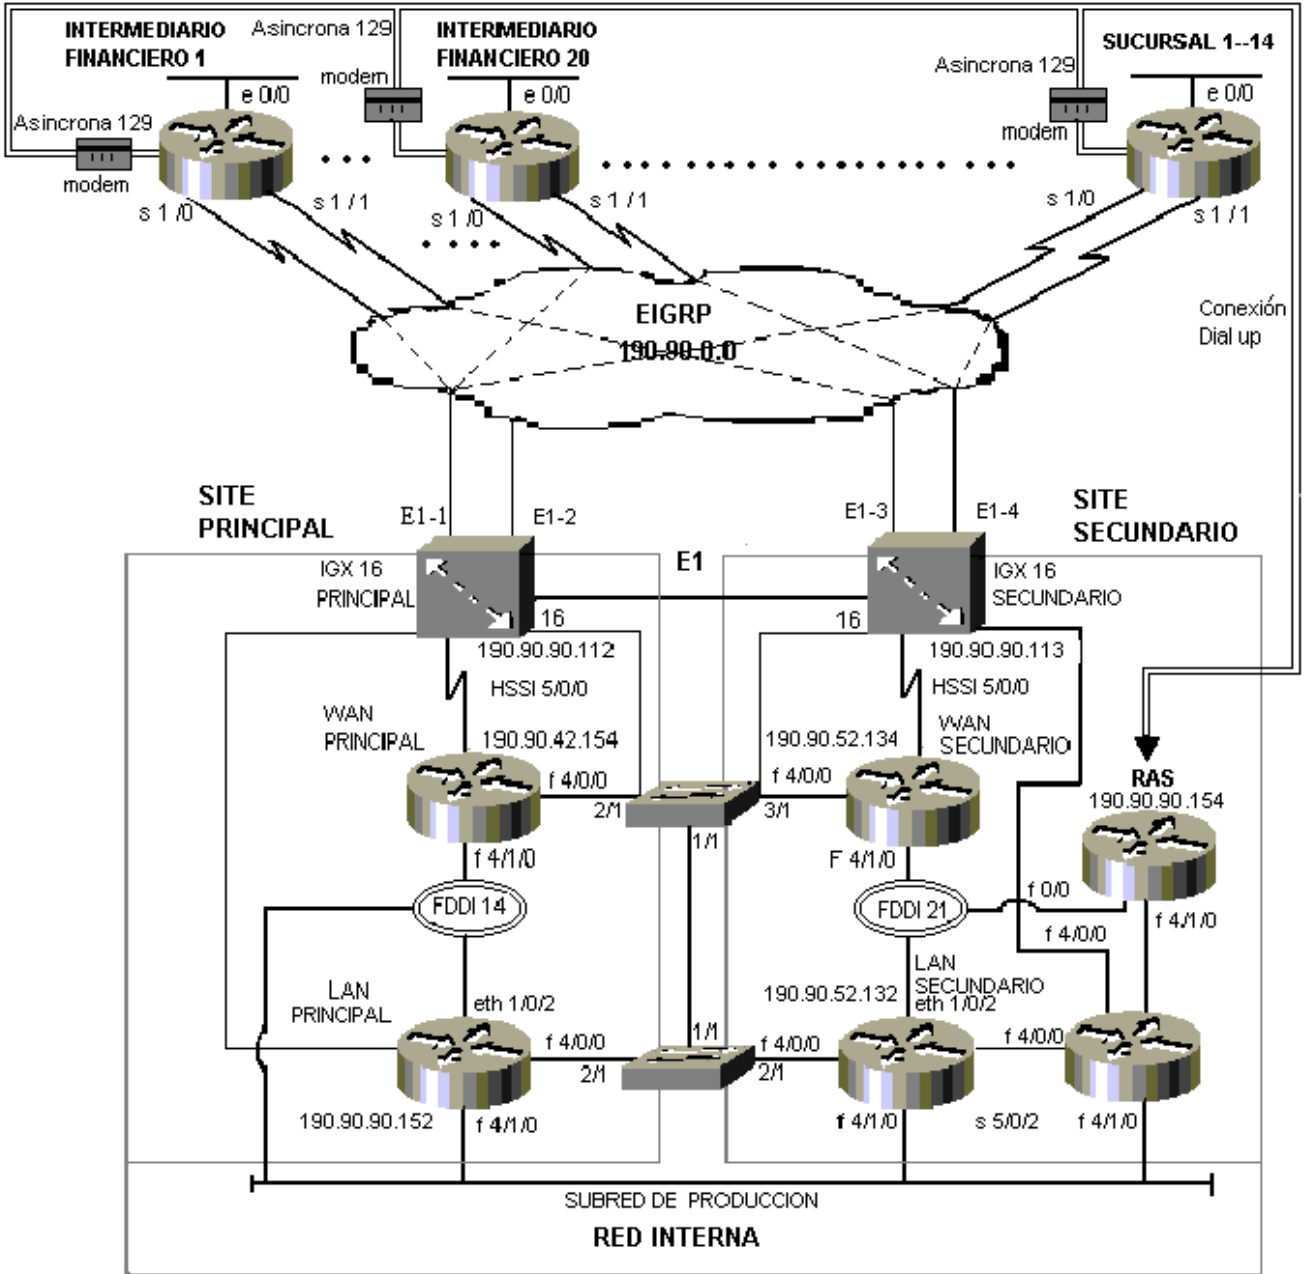 INTERMEDIARIO
FINANCIERO 1
Asincrona 129
INTERMEDIARIO
FINANCIERO 20
SUCURSAL 1--14
modem
Asincrona 129
e 0/0
e 0/0
e 0/0
Asincrona 129
modem
modem
s 1/0
s 1/1
s 1/0
s 1/1
s 1/0
s 1/1
EIGRP
190.90.0.0
Conexión
Dial up
SITE
PRINCIPAL
E1-1
E1-2
E1-3
E1-4
SITE
SECUNDARIO
E1
IGX 16
PRINCIPAL
IGX 16
SECUNDARIO
16
16
190.90.90.112
190.90.90.113
HSSI 5/0/0
HSSI 5/0/0
WAN
PRINCIPAL
190.90.42.154
190.90.52.134
WAN
SECUNDARIO
f 4/0/0
f 4/0/0
RAS
190.90.90.154
2/1
3/1
1/1
f 4/1/0
F 4/1/0
FDDI 14
FDDI 21
f 0/0
f 4/1/0
f 4/0/0
LAN
PRINCIPAL
eth 1/0/2
190.90.52.132
LAN
SECUNDARIO
eth 1/0/2
1/1
f 4/0/0
f 4/0/0
f 4/0/0
2/1
2/1
190.90.90.152
f 4/1/0
f 4/1/0
s 5/0/2
f 4/1/0
SUBRED DE PRODUCCION
RED INTERNA